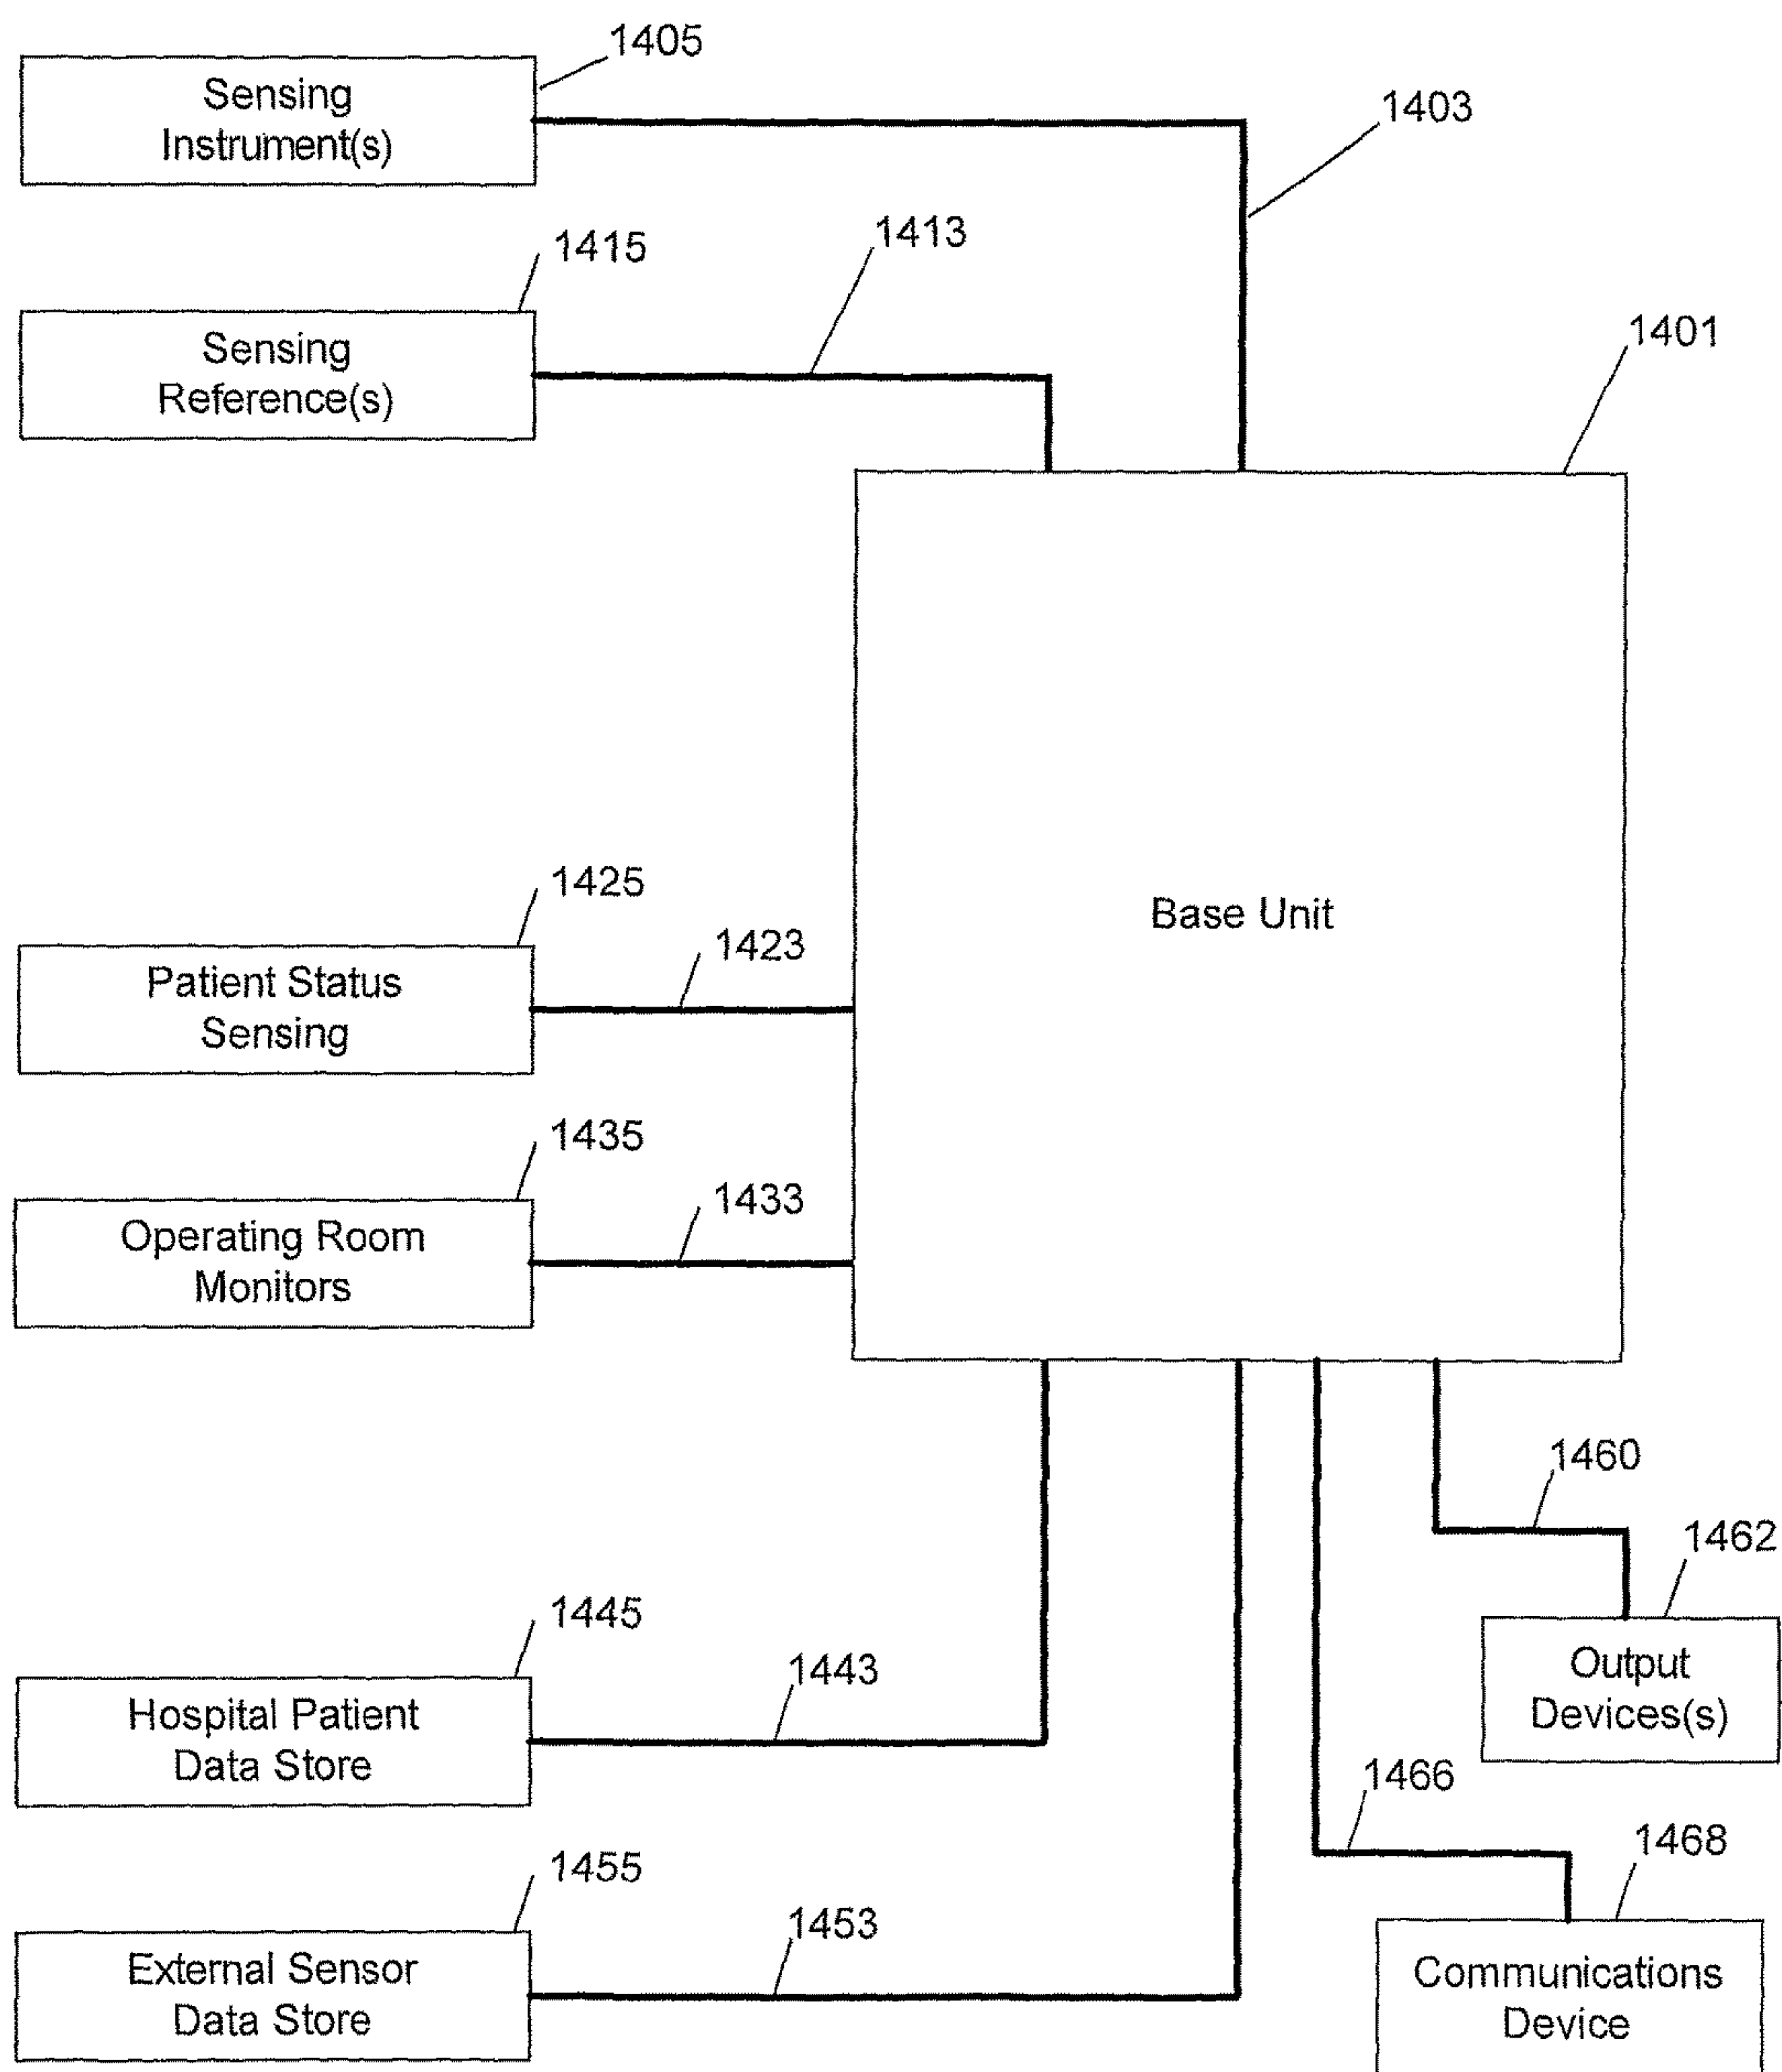 1405
Sensing
Instrument(s)
1403
1415
1413
Sensing
Reference(s)
1401
Base Unit
1425
1423
Patient Status
Sensing
1435
1433
Operating Room
Monitors
1460
1462
Output
Devices(s)
1445
1443
Hospital Patient
Data Store
1466
1468
Communications
Device
1455
1453
External Sensor
Data Store